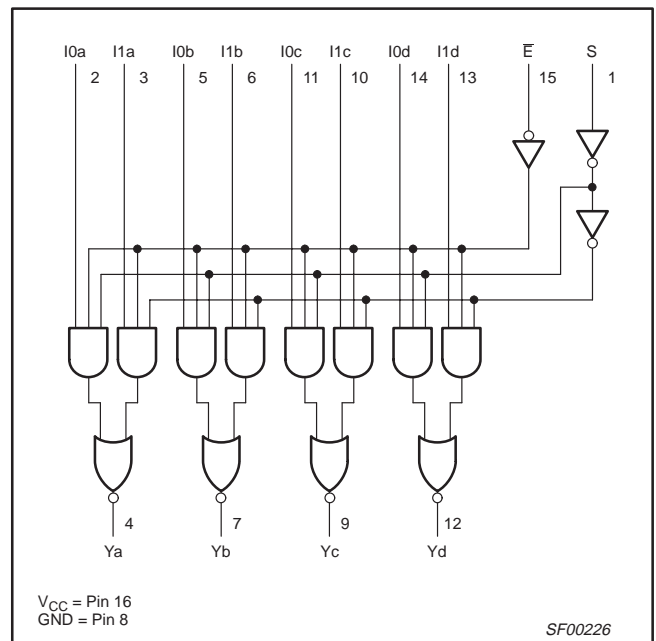 I0a I1a I0b I1b I0c I1c I0d I1d E̅ S
2 3 5 6 11 10 14 13 15 1
4 7 9 12
Ya Yb Yc Yd
VCC = Pin 16
GND = Pin 8
SF00226